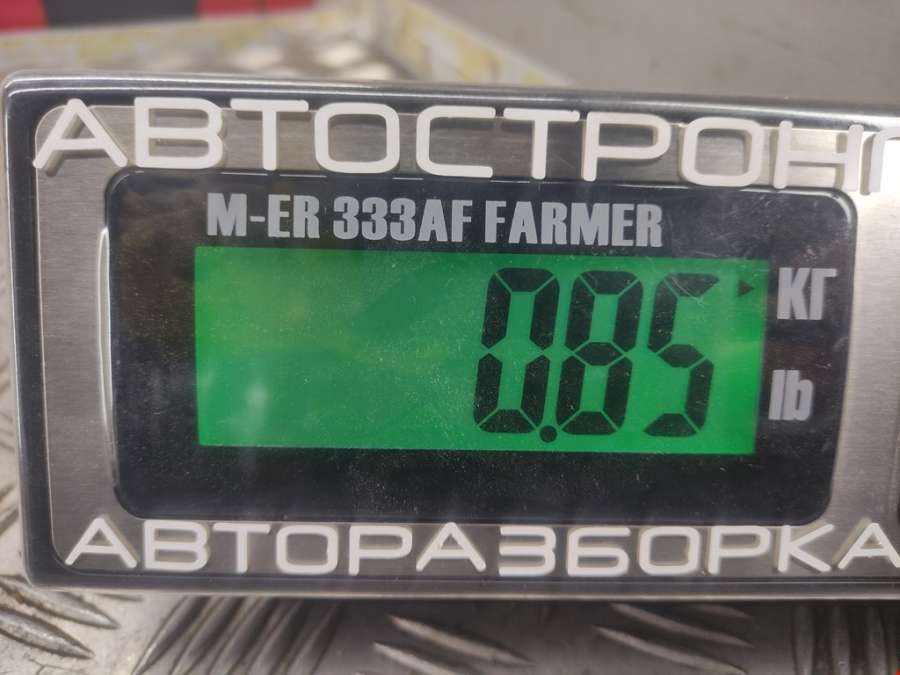 АВТОСТРОНГ
M-ER 333AF FARMER
0.85 КГ
lb
АВТОРАЗБОРКА